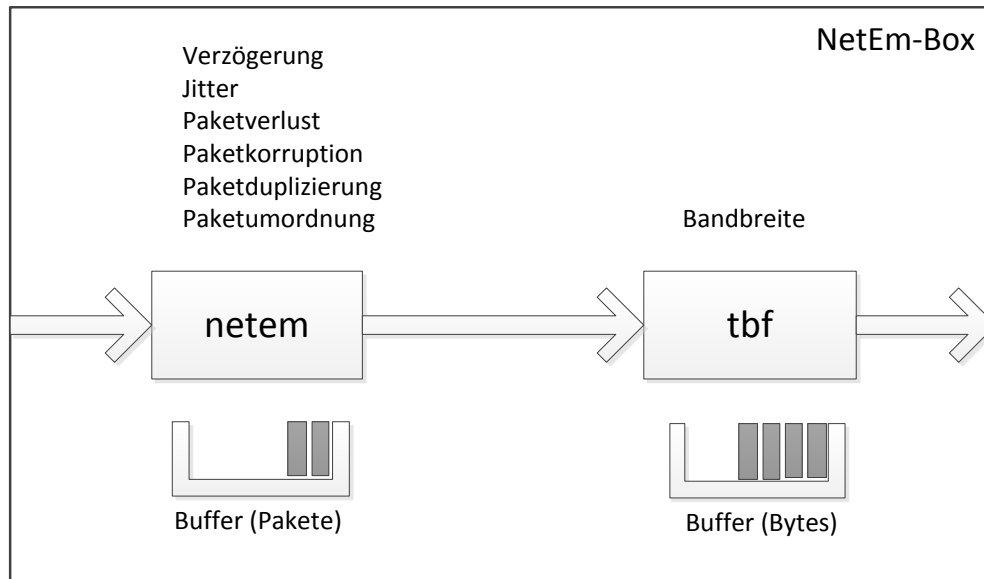 NetEm-Box
Verzögerung
Jitter
Paketverlust
Paketkorruption
Paketduplizierung
Paketumordnung
Bandbreite
netem
tbf
Buffer (Pakete)
Buffer (Bytes)